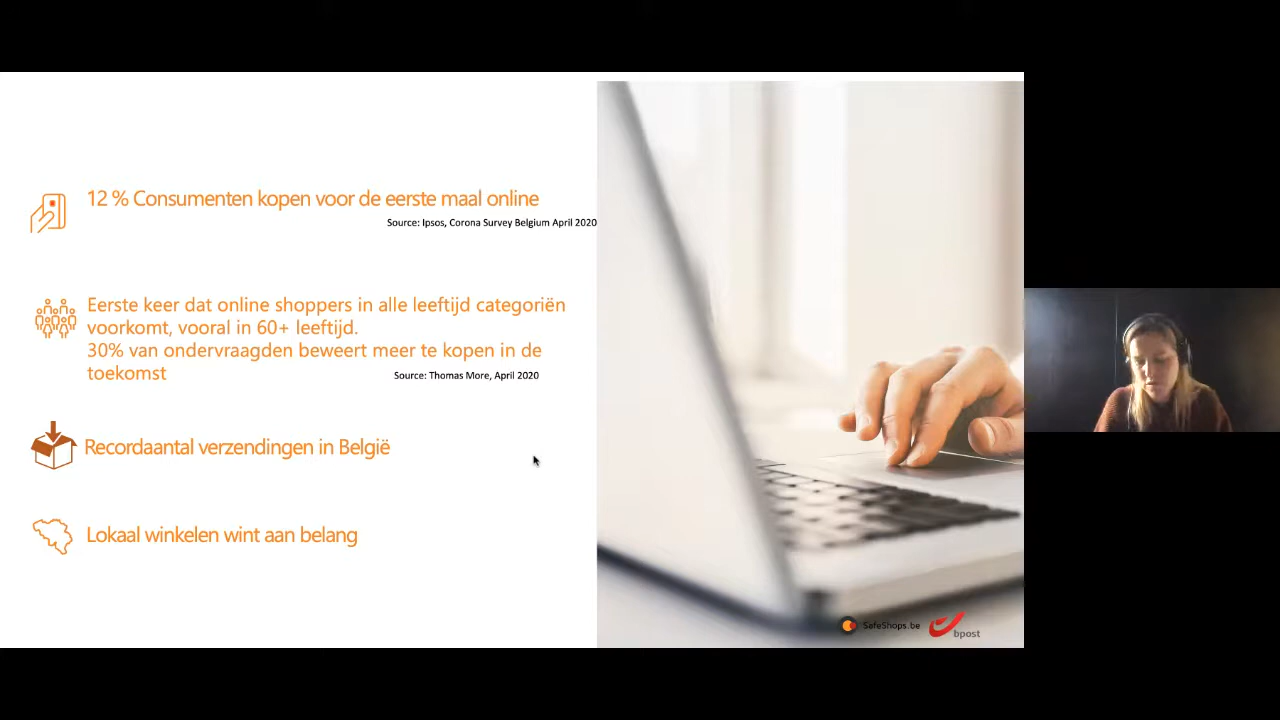 12 % Consumenten kopen voor de eerste maal online
Source: Ipsos, Corona Survey Belgium April 2020
Eerste keer dat online shoppers in alle leeftijd categoriën
voorkomt, vooral in 60+ leeftijd.
30% van ondervraagden beweert meer te kopen in de
toekomst
Source: Thomas More, April 2020
Recordaantal verzendingen in België
Lokaal winkelen wint aan belang
SafeShops.be
bpost